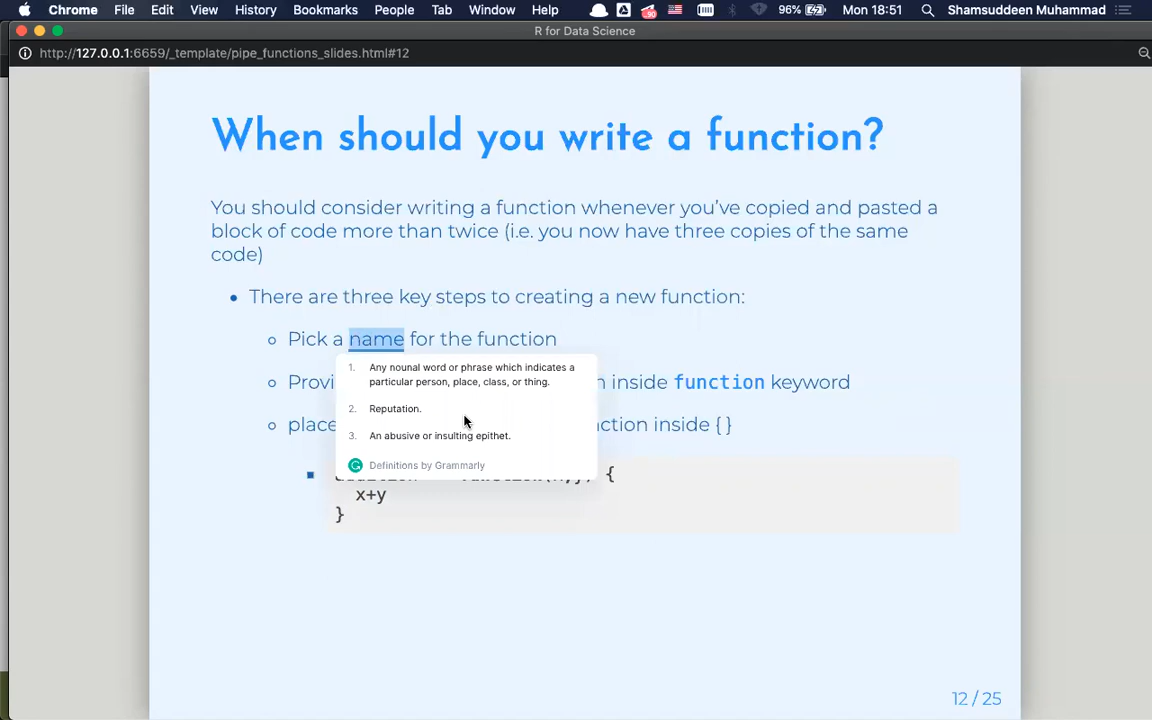 Chrome File Edit View History Bookmarks People Tab Window Help 90 96% Mon 18:51 Shamsuddeen Muhammad
R for Data Science
http://127.0.0.1:6659/_template/pipe_functions_slides.html#12
When should you write a function?
You should consider writing a function whenever you've copied and pasted a
block of code more than twice (i.e. you now have three copies of the same
code)
There are three key steps to creating a new function:
Pick a name for the function
1. Any nounal word or phrase which indicates a
particular person, place, class, or thing.
Provi inside function keyword
2. Reputation.
place inside { }
3. An abusive or insulting epithet.
Definitions by Grammarly
{
x+y
}
12 / 25